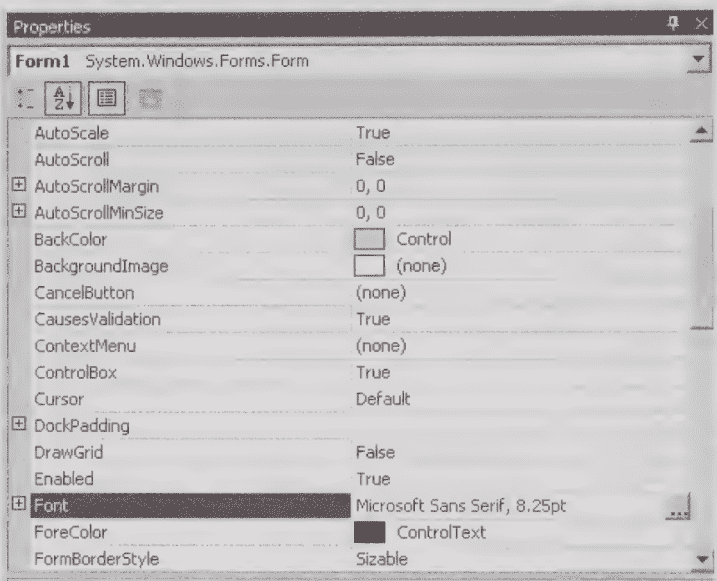 Properties
Form1 System.Windows.Forms.Form
A Z
AutoScale True
AutoScroll False
AutoScrollMargin 0, 0
AutoScrollMinSize 0, 0
BackColor Control
BackgroundImage (none)
CancelButton (none)
CausesValidation True
ContextMenu (none)
ControlBox True
Cursor Default
DockPadding
DrawGrid False
Enabled True
Font Microsoft Sans Serif, 8.25pt ...
ForeColor ControlText
FormBorderStyle Sizable